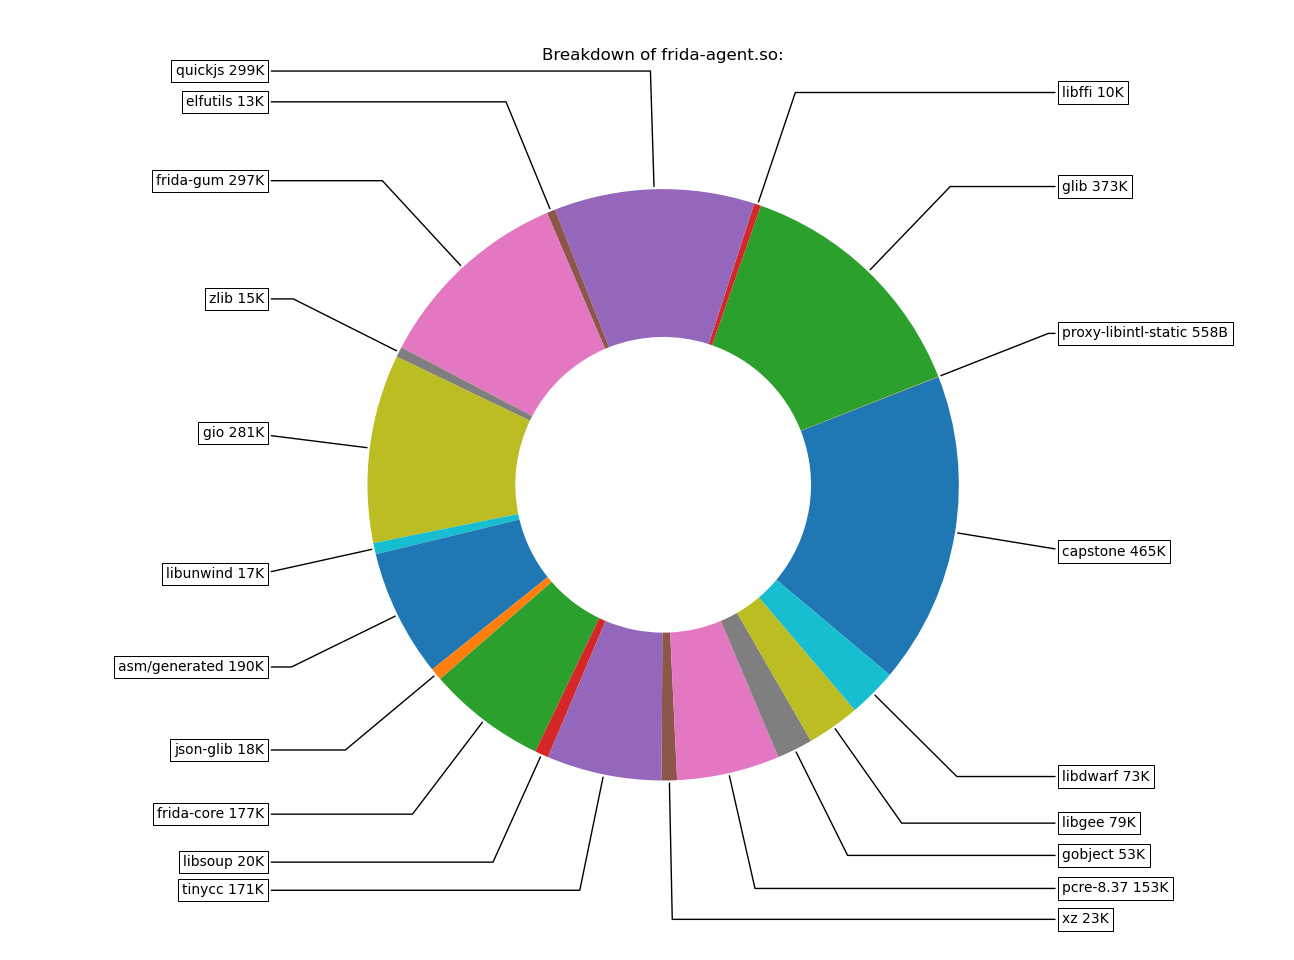 Breakdown of frida-agent.so:
quickjs 299K
elfutils 13K
frida-gum 297K
zlib 15K
gio 281K
libunwind 17K
asm/generated 190K
json-glib 18K
frida-core 177K
libsoup 20K
tinycc 171K
libffi 10K
glib 373K
proxy-libintl-static 558B
capstone 465K
libdwarf 73K
libgee 79K
gobject 53K
pcre-8.37 153K
xz 23K